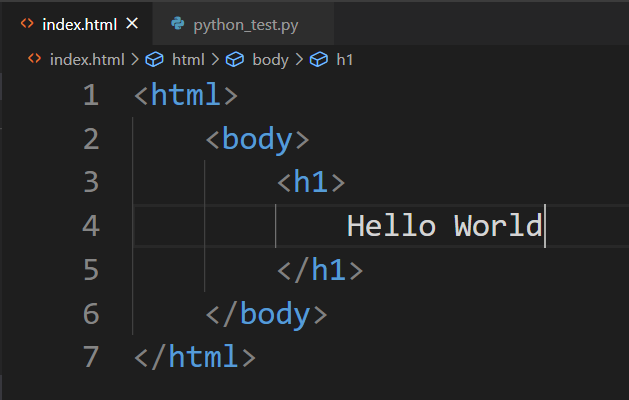 index.html × python_test.py
index.html > html > body > h1
1 <html>
2     <body>
3         <h1>
4             Hello World
5         </h1>
6     </body>
7 </html>